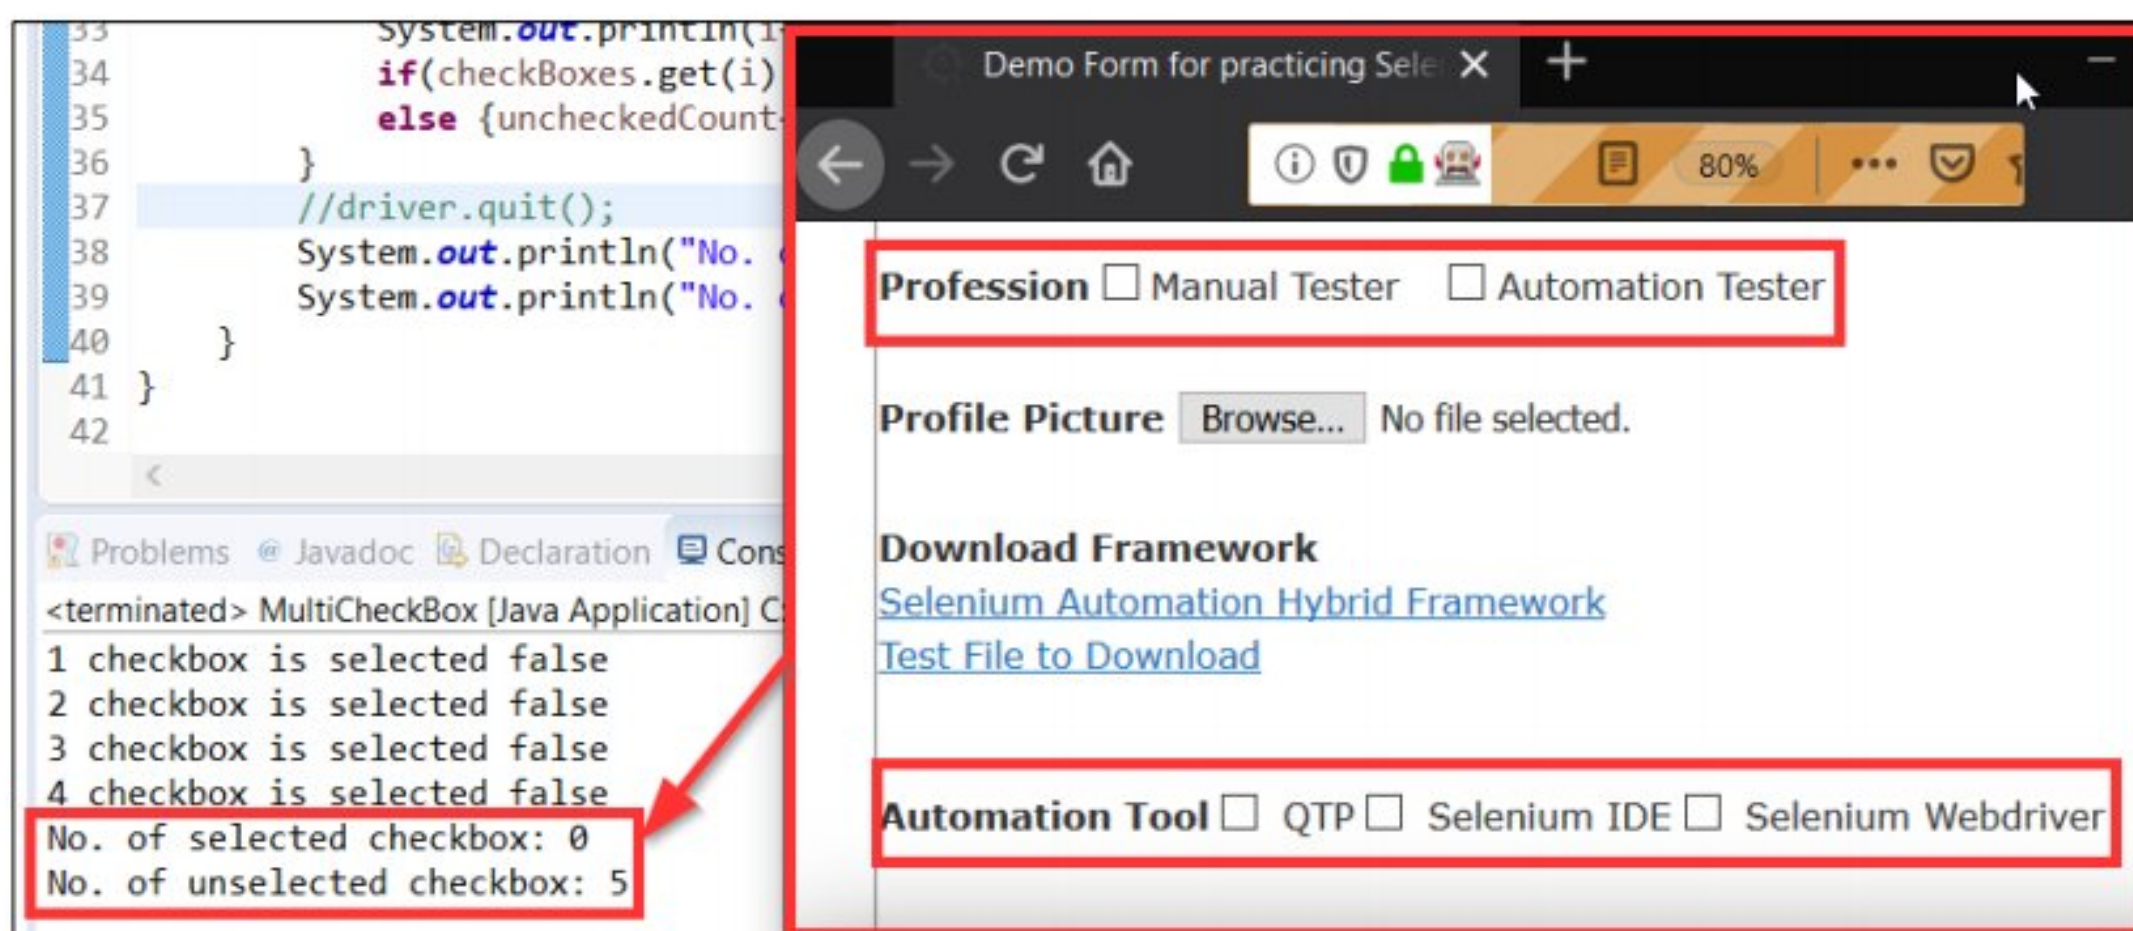 33 System.out.println(i
34 if(checkBoxes.get(i)
35 else {uncheckedCount
36 }
37 //driver.quit();
38 System.out.println("No.
39 System.out.println("No.
40 }
41 }
42
Problems @ Javadoc Declaration Cons
<terminated> MultiCheckBox [Java Application] C:
1 checkbox is selected false
2 checkbox is selected false
3 checkbox is selected false
4 checkbox is selected false
No. of selected checkbox: 0
No. of unselected checkbox: 5
Demo Form for practicing Sele
80%
Profession Manual Tester Automation Tester
Profile Picture Browse... No file selected.
Download Framework
Selenium Automation Hybrid Framework
Test File to Download
Automation Tool QTP Selenium IDE Selenium Webdriver